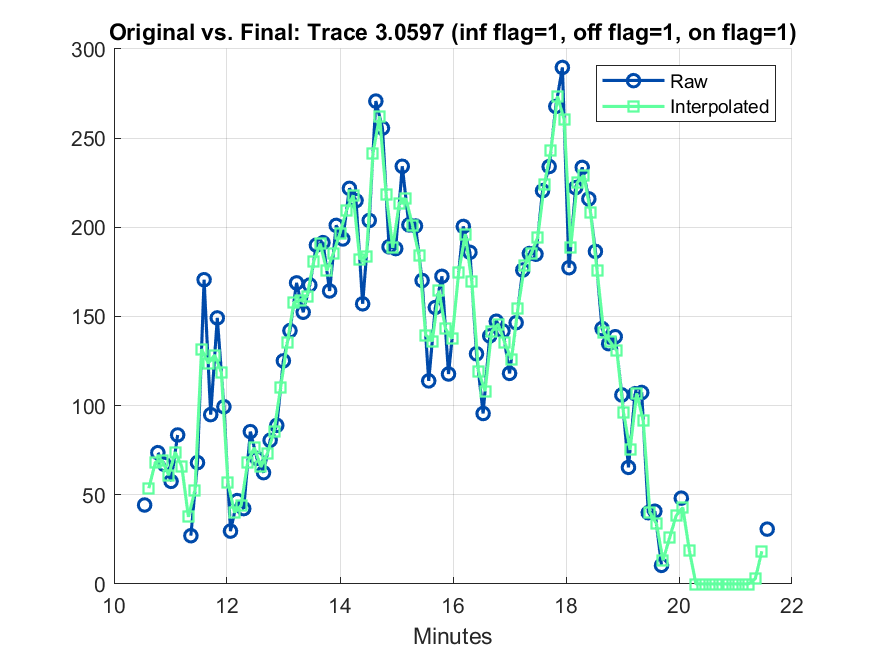 Original vs. Final: Trace 3.0597 (inf flag=1, off flag=1, on flag=1)
300
250
200
150
100
50
0
Raw
Interpolated
10 12 14 16 18 20 22
Minutes